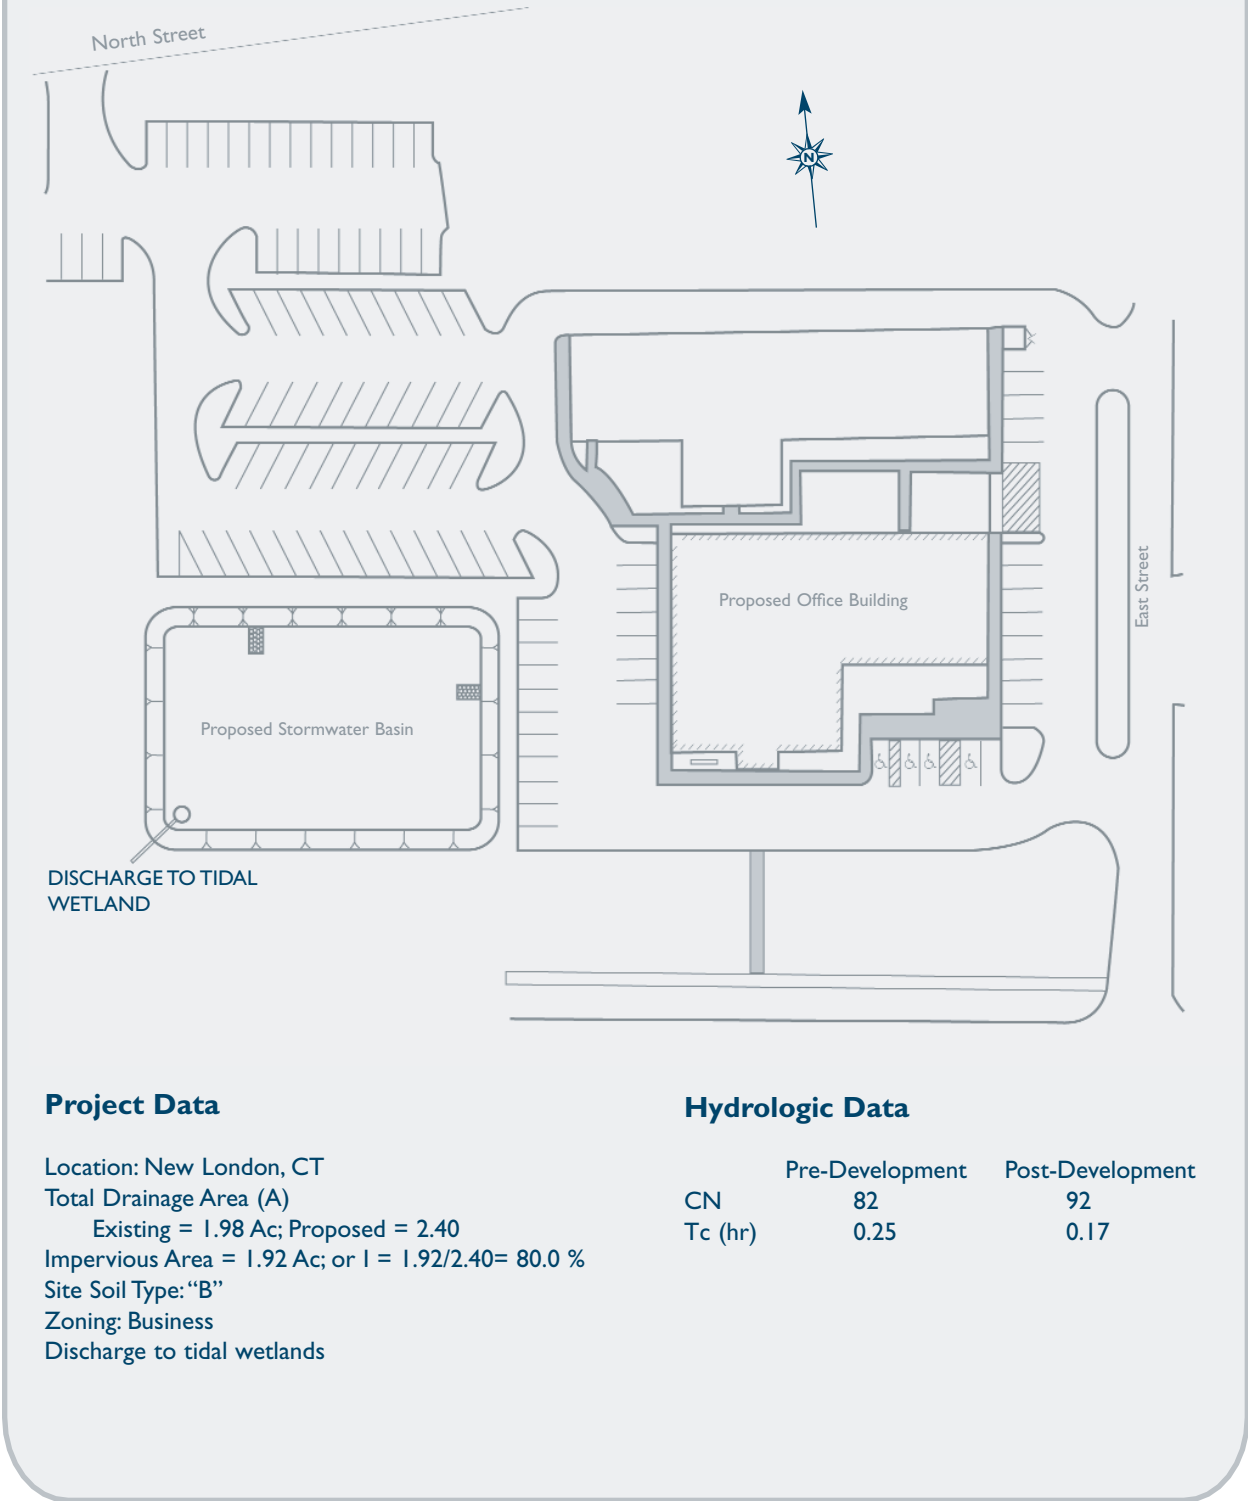 North Street
N
Proposed Office Building
East Street
Proposed Stormwater Basin
DISCHARGE TO TIDAL
WETLAND
Project Data
Location: New London, CT
Total Drainage Area (A)
Existing = 1.98 Ac; Proposed = 2.40
Impervious Area = 1.92 Ac; or I = 1.92/2.40= 80.0 %
Site Soil Type: “B”
Zoning: Business
Discharge to tidal wetlands
Hydrologic Data
Pre-Development Post-Development
CN 82 92
Tc (hr) 0.25 0.17